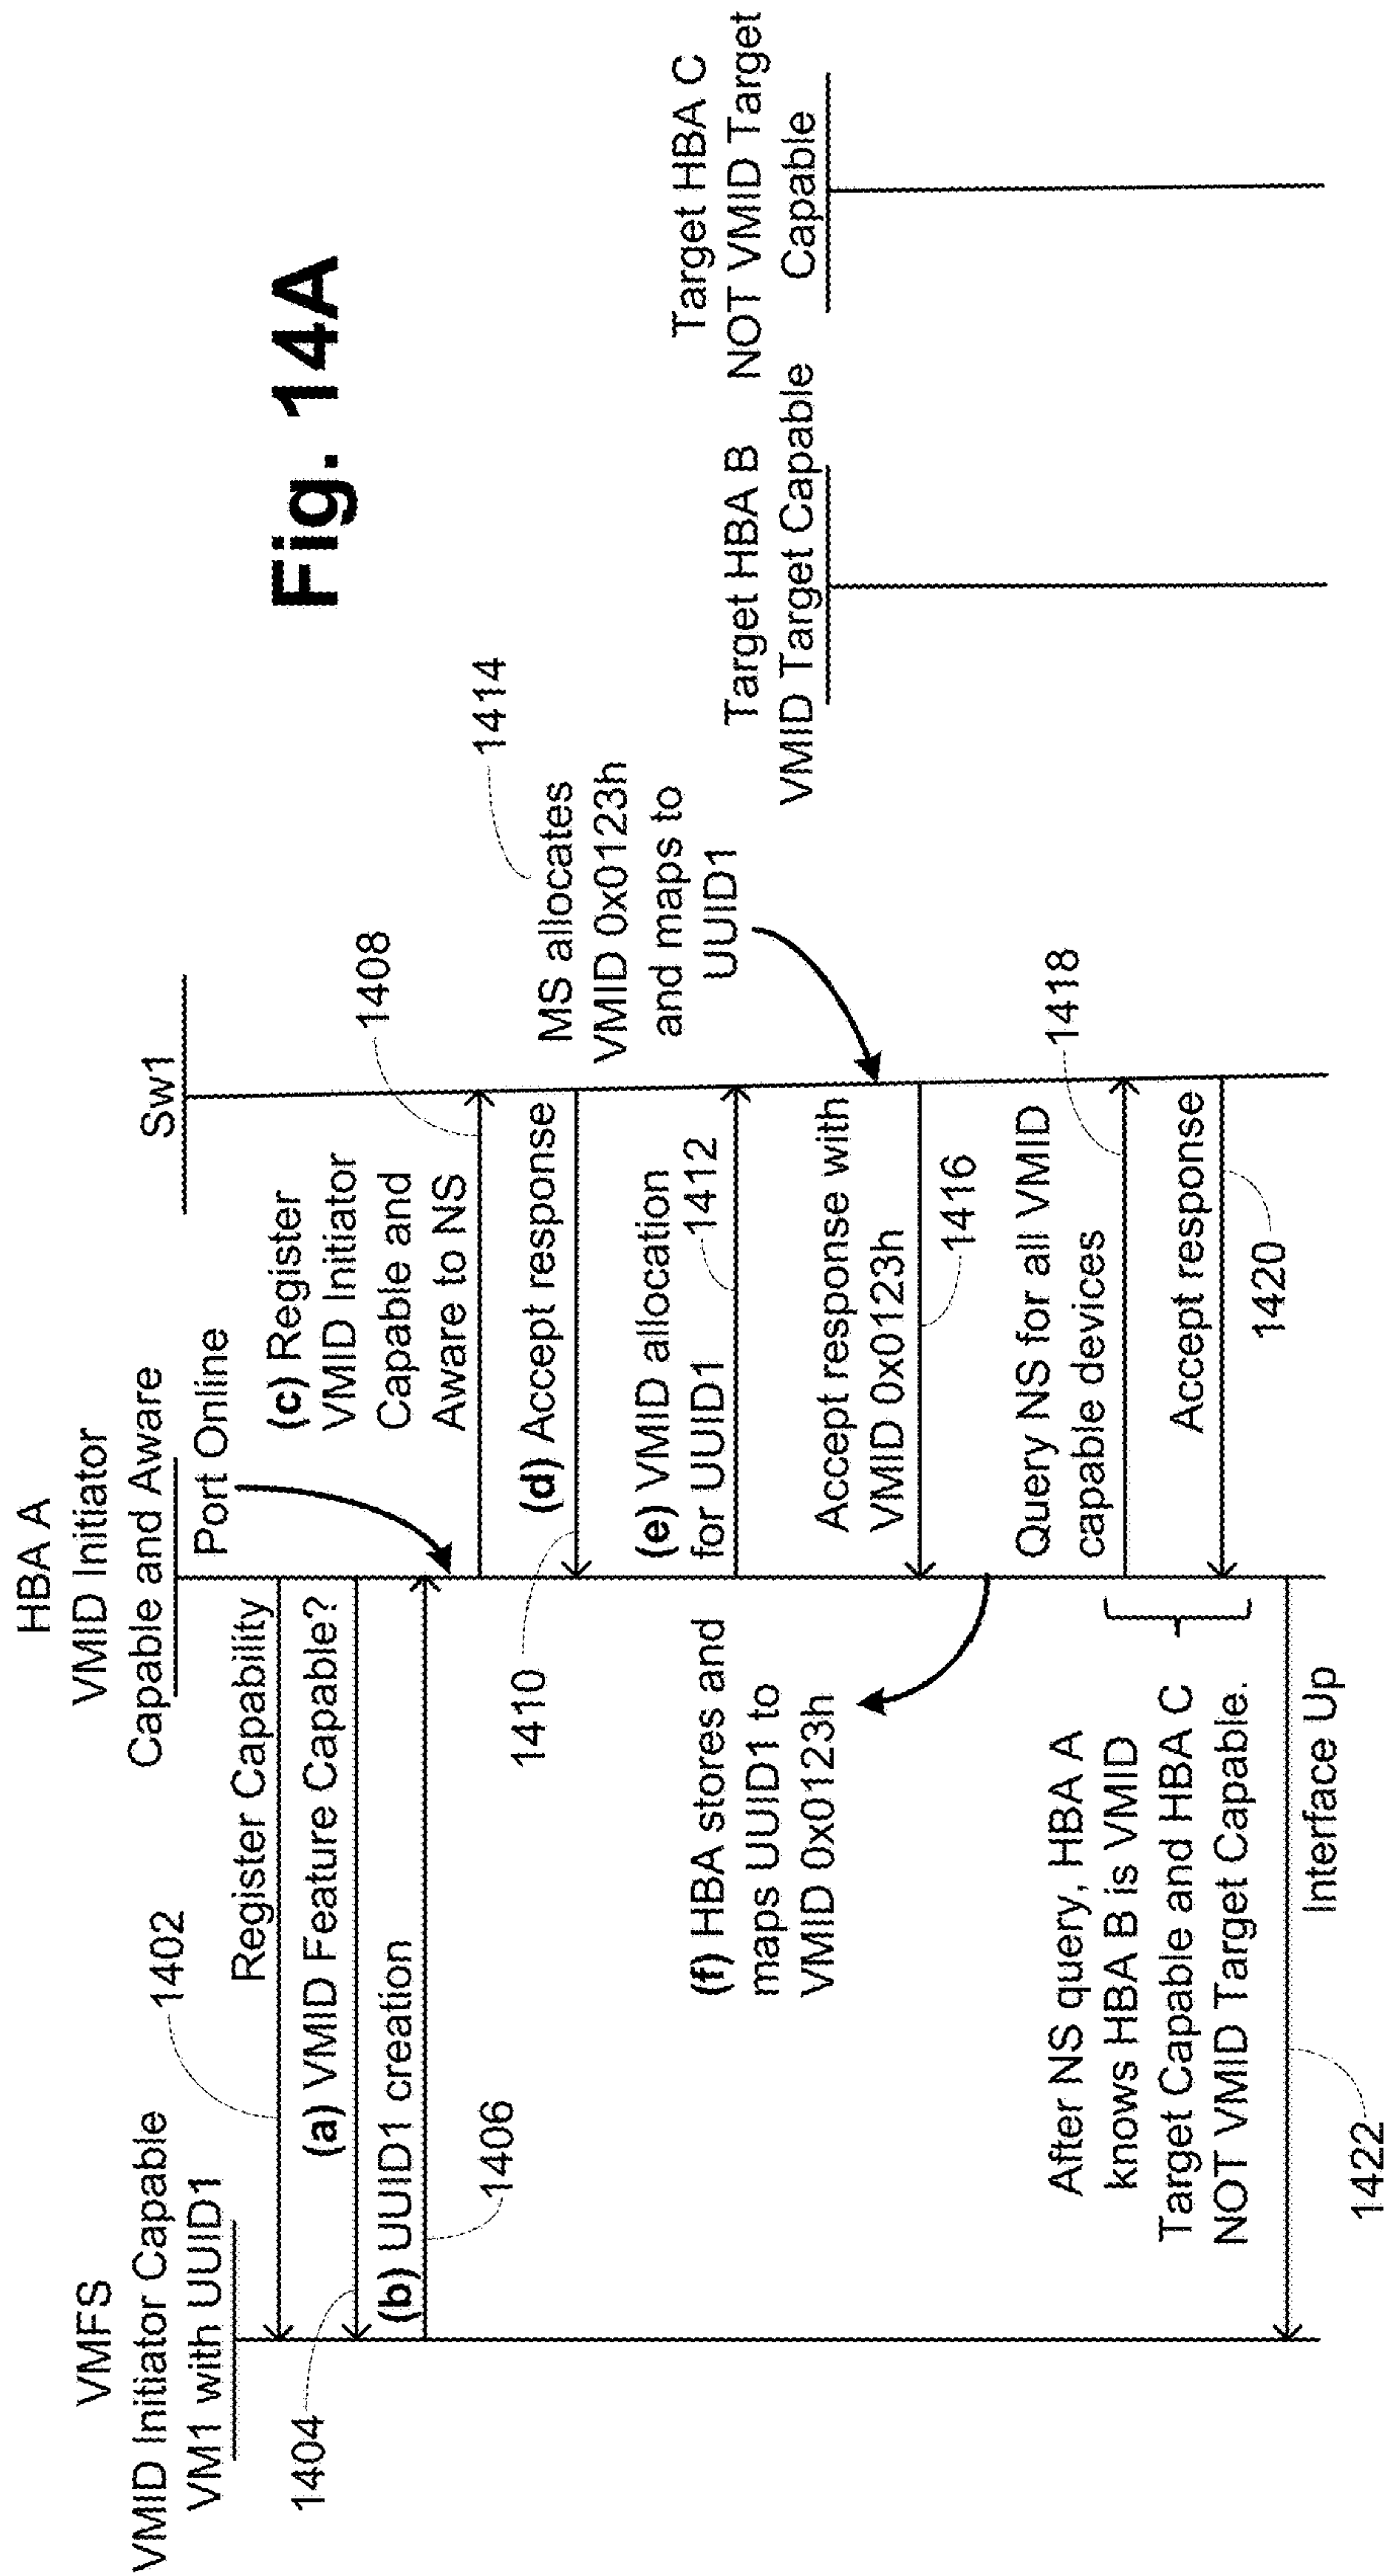 Fig. 14A
VMFS
VMID Initiator Capable
VM1 with UUID1
HBA A
VMID Initiator
Capable and Aware
Sw1
Target HBA B
VMID Target Capable
Target HBA C
NOT VMID Target
Capable
1402
Register Capability
1404
(a) VMID Feature Capable?
(b) UUID1 creation
1406
Port Online
(c) Register
VMID Initiator
Capable and
Aware to NS
1408
(d) Accept response
1410
(e) VMID allocation
for UUID1
1412
MS allocates
VMID 0x0123h
and maps to
UUID1
1414
Accept response with
VMID 0x0123h
1416
(f) HBA stores and
maps UUID1 to
VMID 0x0123h
Query NS for all VMID
capable devices
1418
Accept response
1420
After NS query, HBA A
knows HBA B is VMID
Target Capable and HBA C
NOT VMID Target Capable.
Interface Up
1422